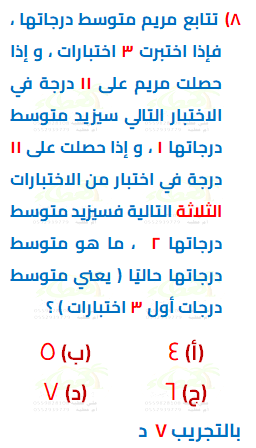 ٨) تتابع مريم متوسط درجاتها ،
فإذا اختبرت ٣ اختبارات ، و إذا
حصلت مريم على ١١ درجة في
الاختبار التالي سيزيد متوسط
درجاتها ١ ، و إذا حصلت على ١١
درجة في اختبار من الاختبارات
الثلاثة التالية فسيزيد متوسط
درجاتها ٢ ، ما هو متوسط
درجاتها حاليًا ( يعني متوسط
درجات أول ٣ اختبارات ) ؟
(أ) ٤ (ب) ٥
(ج) ٦ (د) ٧
بالتجريب ٧ د